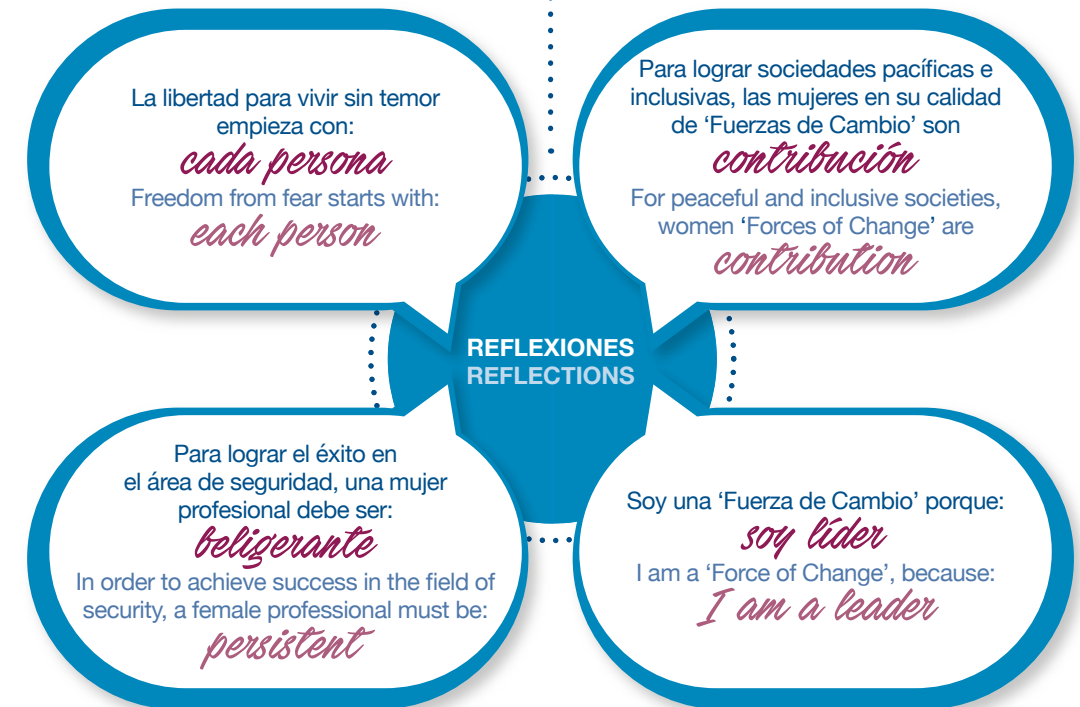 La libertad para vivir sin temor
empieza con:
cada persona
Freedom from fear starts with:
each person
Para lograr sociedades pacíficas e
inclusivas, las mujeres en su calidad
de ‘Fuerzas de Cambio’ son
contribución
For peaceful and inclusive societies,
women ‘Forces of Change’ are
contribution
REFLEXIONES
REFLECTIONS
Para lograr el éxito en
el área de seguridad, una mujer
profesional debe ser:
beligerante
In order to achieve success in the field of
security, a female professional must be:
persistent
Soy una ‘Fuerza de Cambio’ porque:
soy líder
I am a ‘Force of Change’, because:
I am a leader